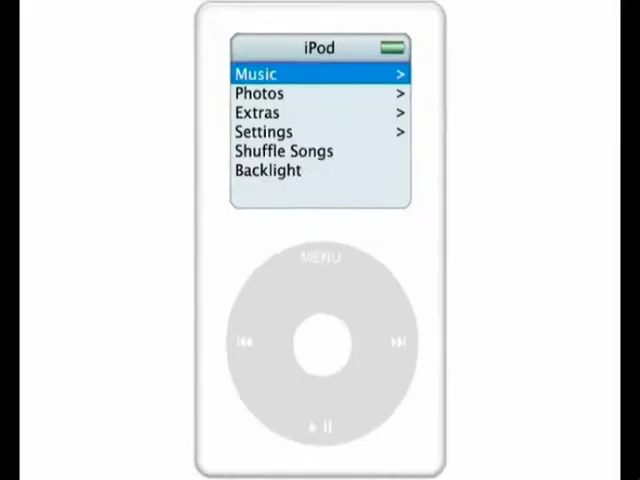 iPod
Music >
Photos >
Extras >
Settings >
Shuffle Songs
Backlight
MENU